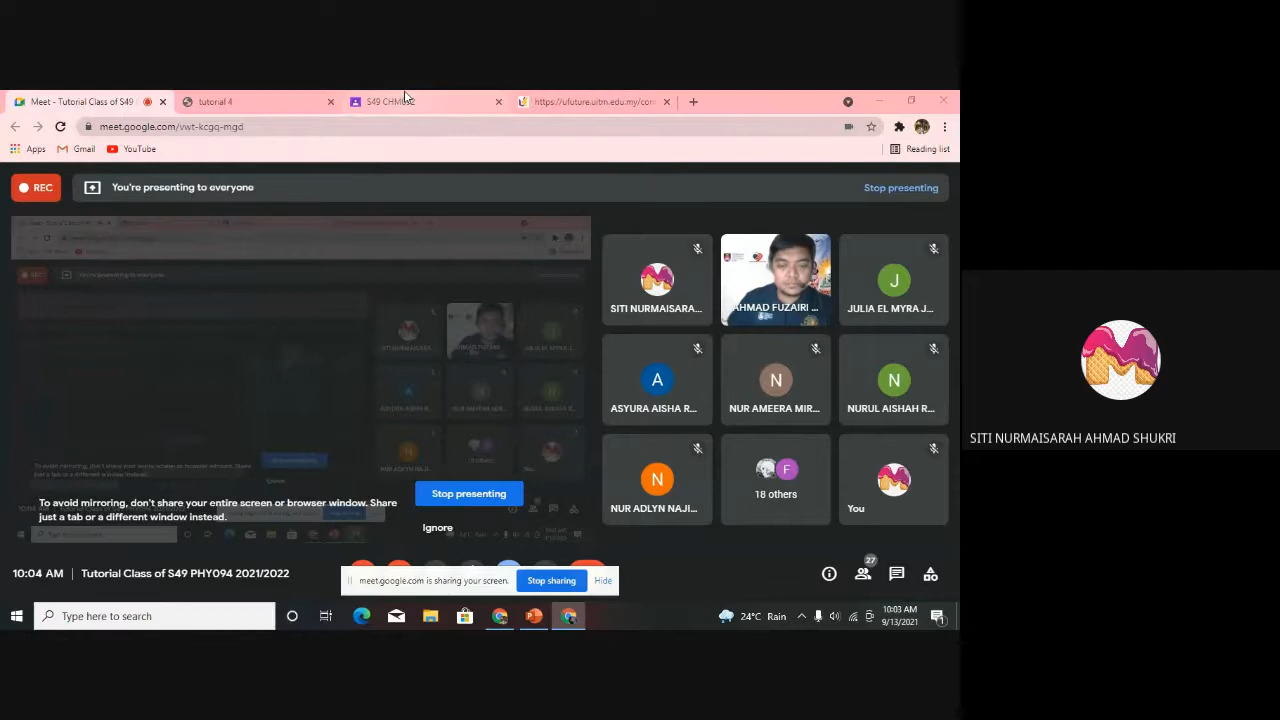 Meet - Tutorial Class of S49
tutorial 4
S49 CHM
https://ufuture.uitm.edu.my/con
meet.google.com/vwt-kcgq-mgd
Apps
Gmail
YouTube
Reading list
REC
You're presenting to everyone
Stop presenting
SITI NURMAISARA...
AHMAD FUZAIRI ...
JULIA EL MYRA J...
J
A
N
N
ASYURA AISHA R...
NUR AMEERA MIR...
NURUL AISHAH R...
N
F
NUR ADLYN NAJI...
18 others
You
To avoid mirroring, don't share your entire screen or browser window. Share
just a tab or a different window instead.
Stop presenting
Ignore
10:04 AM
Tutorial Class of S49 PHY094 2021/2022
meet.google.com is sharing your screen.
Stop sharing
Hide
27
Type here to search
24°C Rain
10:03 AM
9/13/2021
1
SITI NURMAISARAH AHMAD SHUKRI